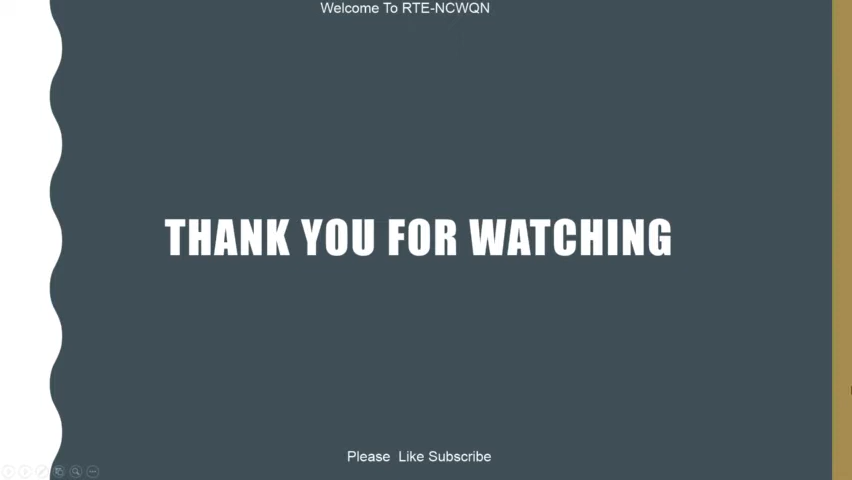 Welcome To RTE-NCWQN
THANK YOU FOR WATCHING
Please  Like Subscribe